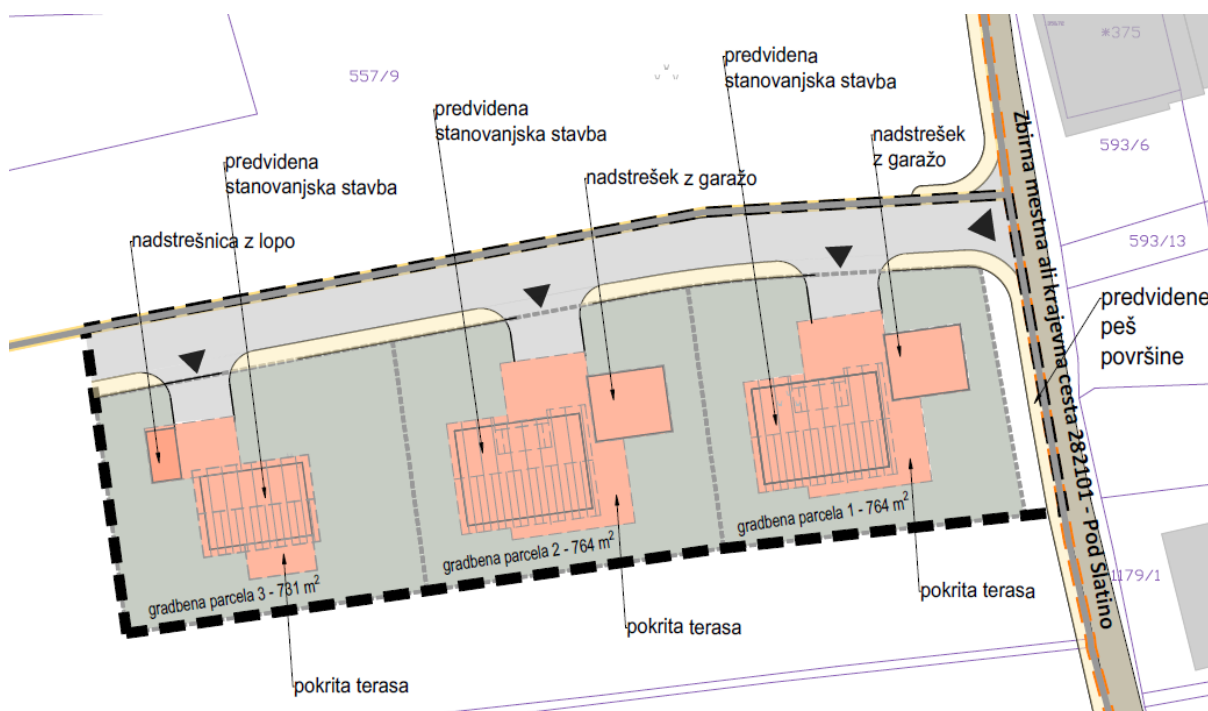 *375
557/9
predvidena
stanovanjska stavba
predvidena
stanovanjska stavba
nadstrešek
z garažo
593/6
predvidena
stanovanjska stavba
nadstrešek z garažo
nadstrešnica z lopo
593/13
predvidene
peš
površine
Zbirna mestna ali krajevna cesta 282101 - Pod Slatino
gradbena parcela 1 - 764 m²
gradbena parcela 2 - 764 m²
gradbena parcela 3 - 731 m²
1179/1
pokrita terasa
pokrita terasa
pokrita terasa